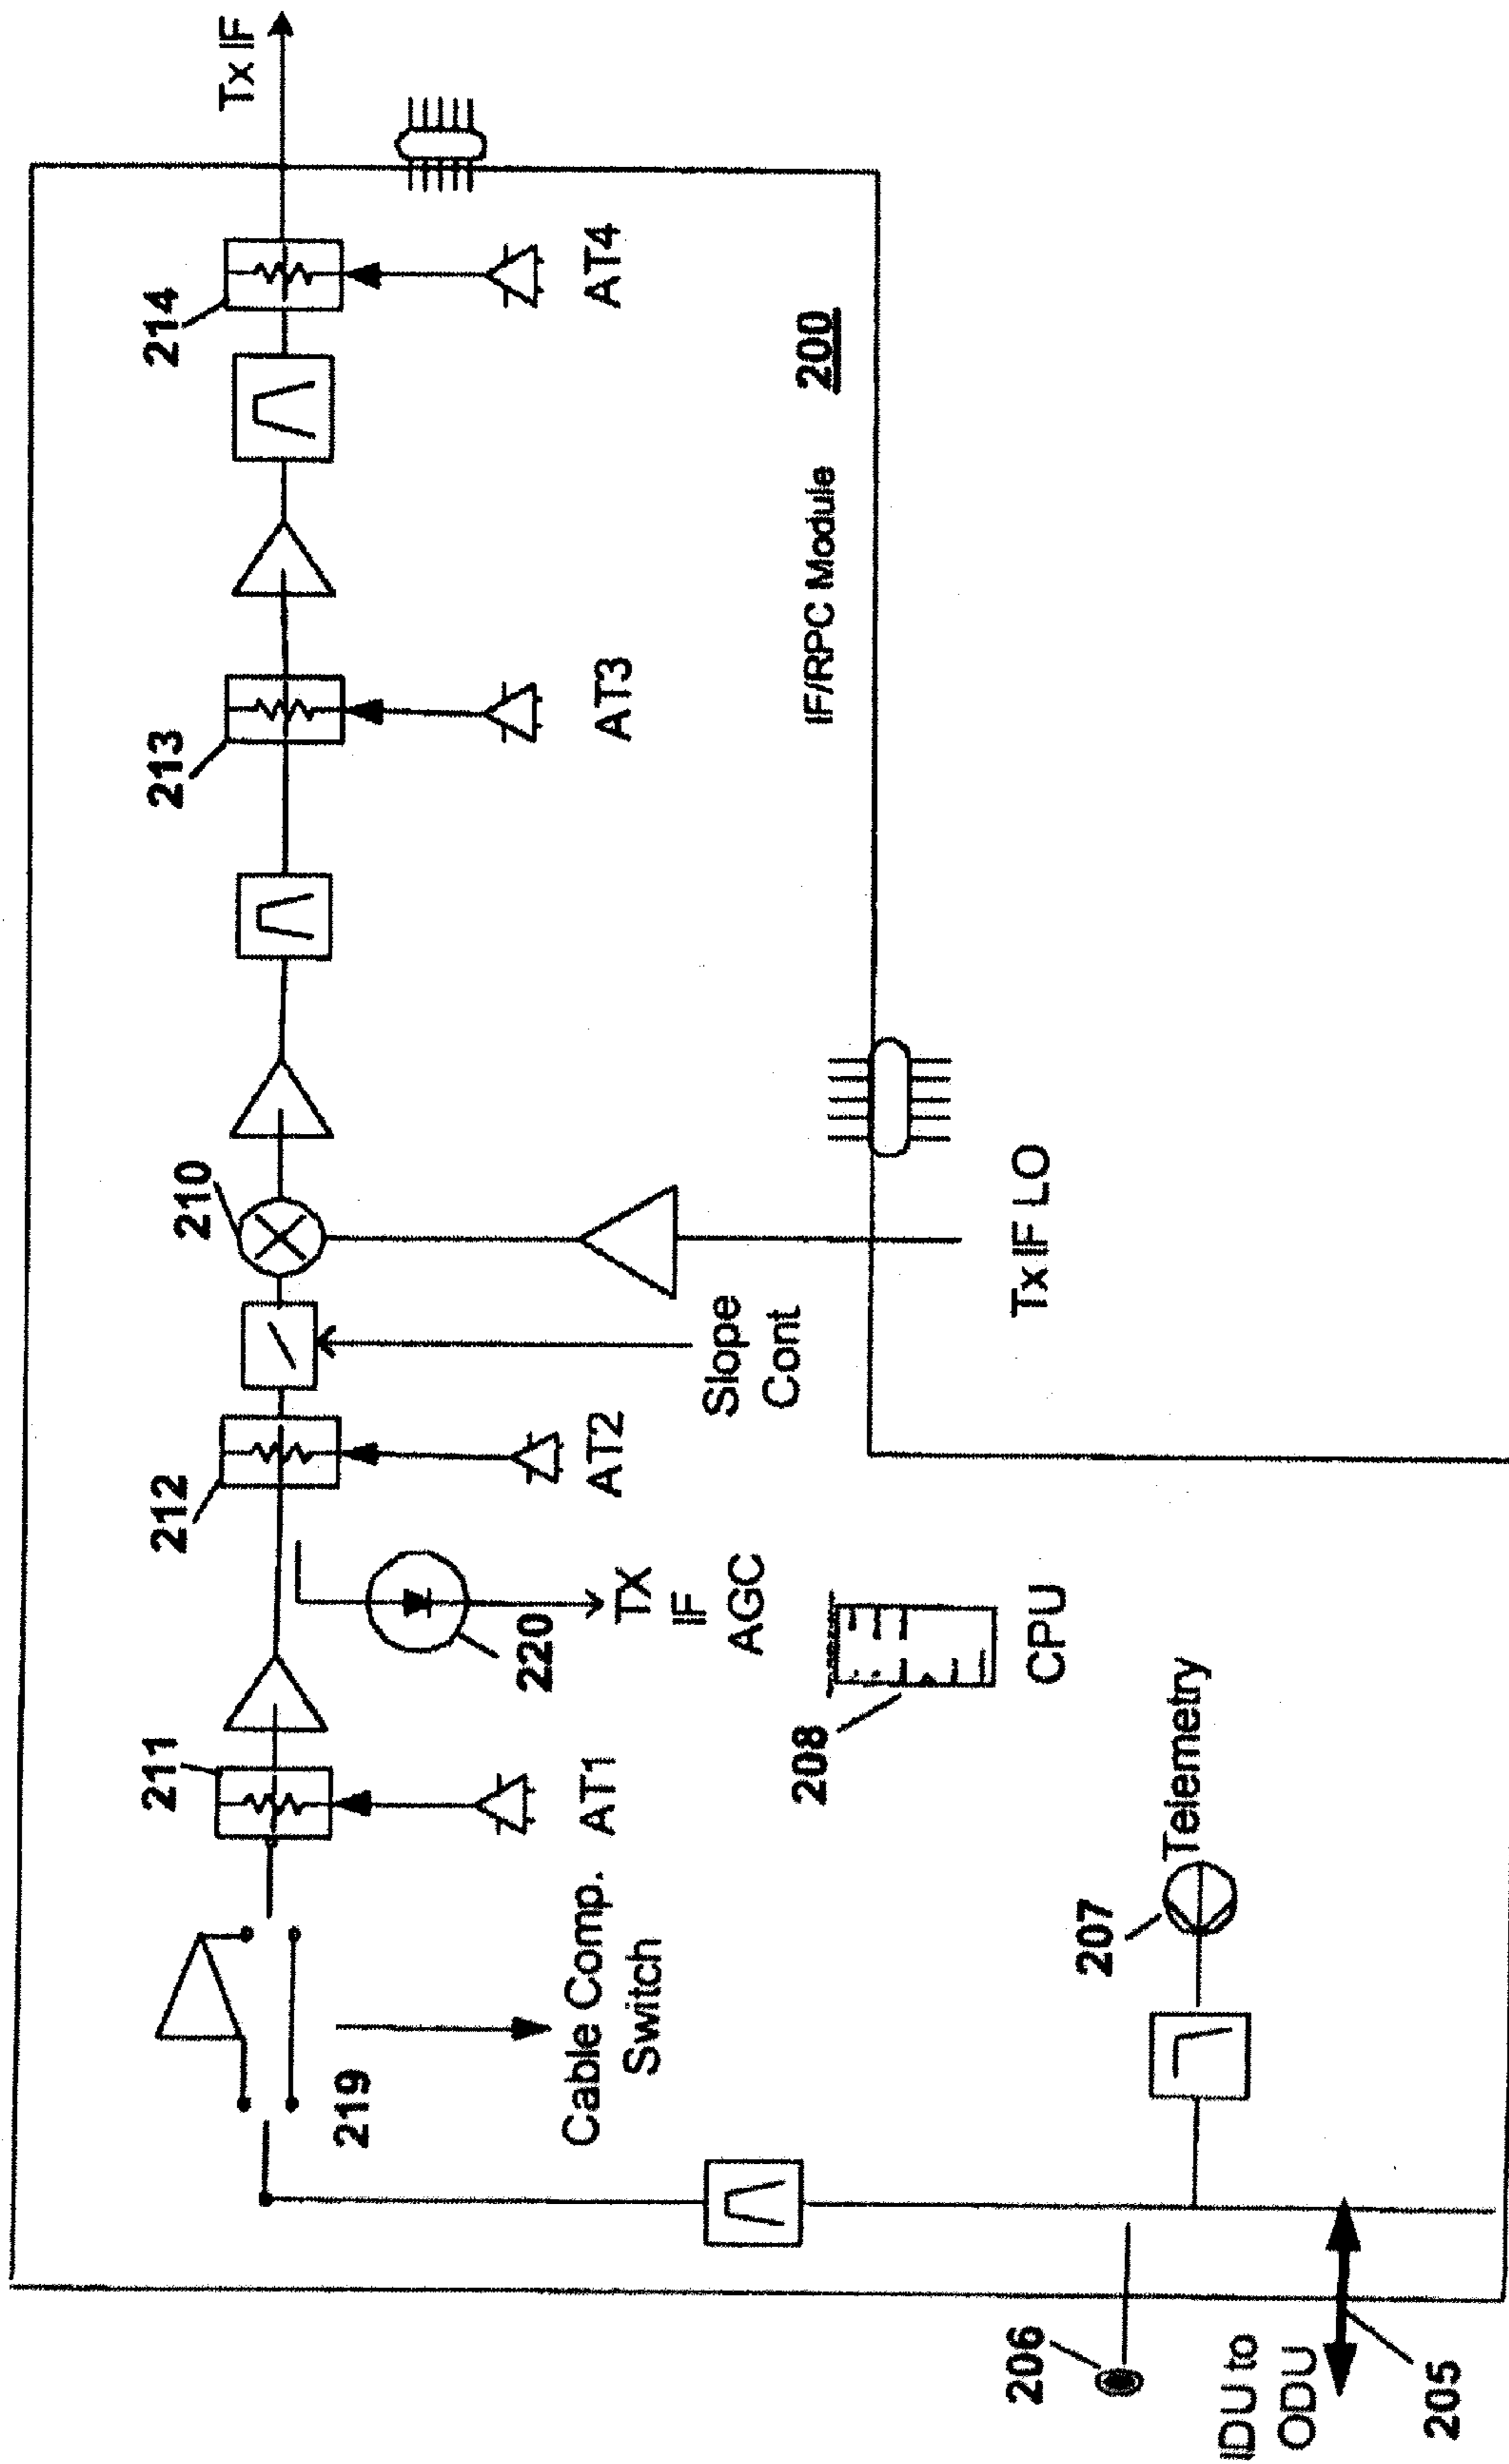 Tx IF
214
AT4
200
IF/RPC Module
213
AT3
210
Tx IF LO
Slope
Cont
212
AT2
220
TX
IF
AGC
211
AT1
208
CPU
Telemetry
207
219
Cable Comp.
Switch
206
IDU to
ODU
205